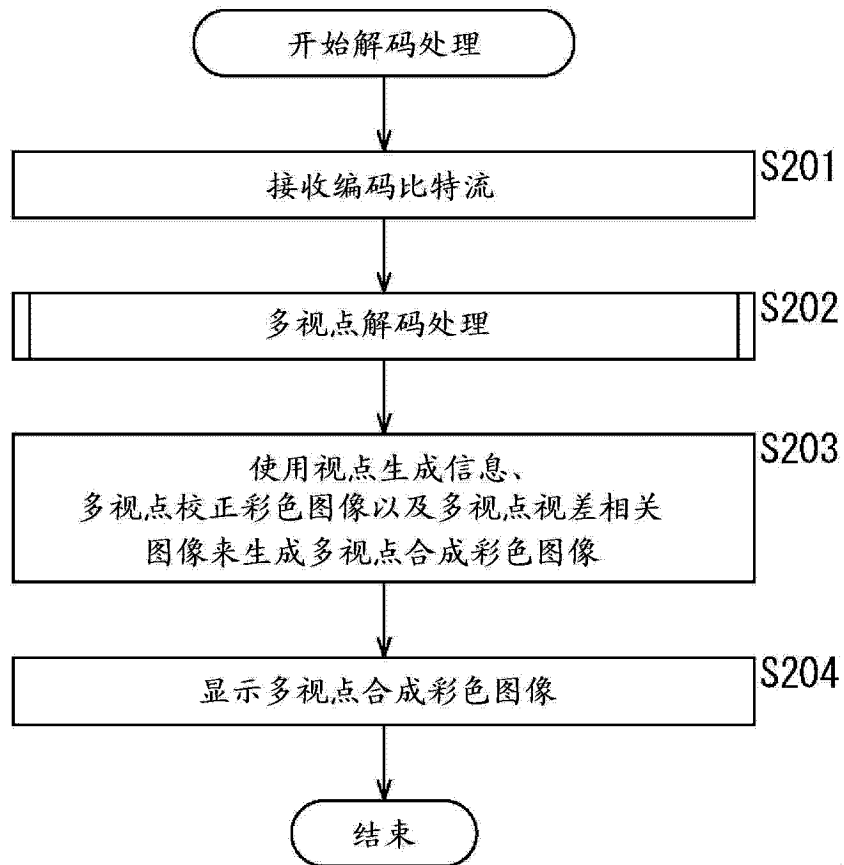 开始解码处理
S201
接收编码比特流
S202
多视点解码处理
S203
使用视点生成信息、
多视点校正彩色图像以及多视点视差相关
图像来生成多视点合成彩色图像
S204
显示多视点合成彩色图像
结束